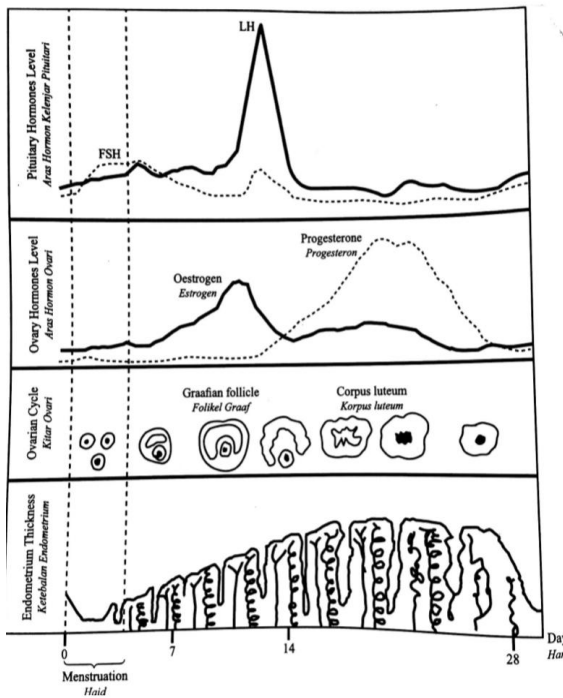 Pituitary Hormones Level
Aras Hormon Kelenjar Pituitari
LH
FSH
Ovary Hormones Level
Aras Hormon Ovari
Oestrogen
Estrogen
Progesterone
Progesteron
Ovarian Cycle
Kitar Ovari
Graafian follicle
Folikel Graaf
Corpus luteum
Korpus luteum
Endometrium Thickness
Ketebalan Endometrium
0
7
14
28
Menstruation
Haid